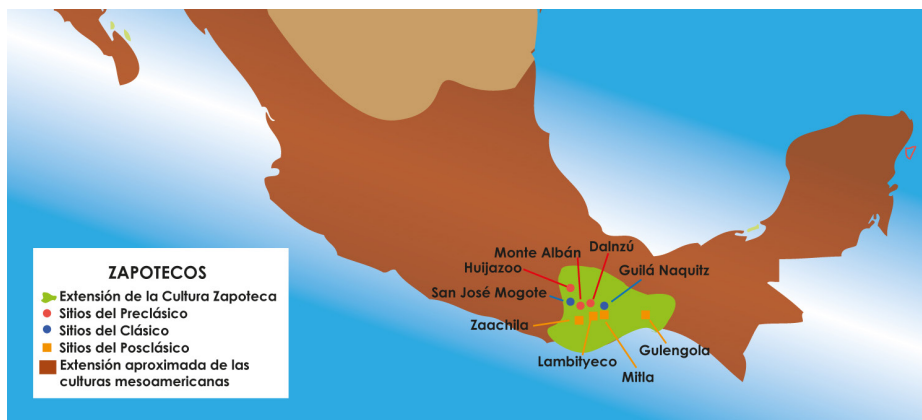 Monte Albán
Dainzú
Huijazoo
Guilá Naquitz
San José Mogote
Zaachila
Lambityeco
Mitla
Gulengola
ZAPOTECOS
Extensión de la Cultura Zapoteca
Sitios del Preclásico
Sitios del Clásico
Sitios del Posclásico
Extensión aproximada de las
culturas mesoamericanas